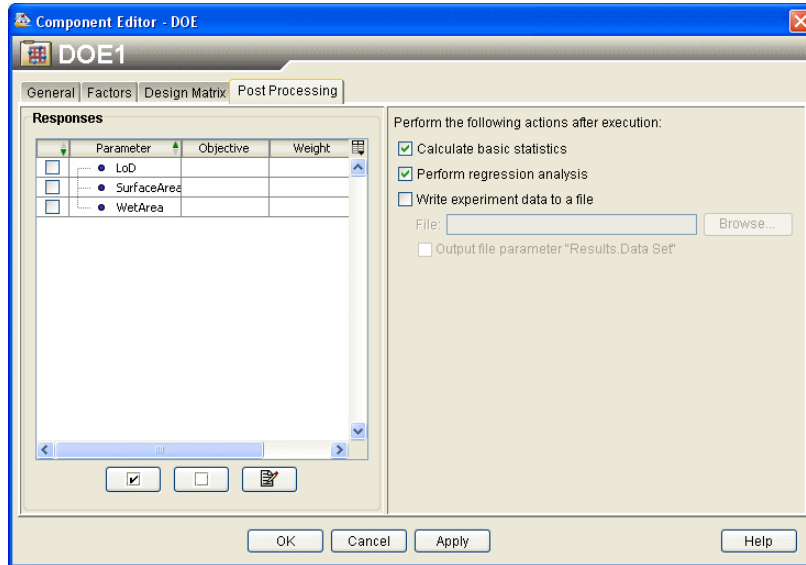 Component Editor - DOE
DOE1
General Factors Design Matrix Post Processing
Responses
Parameter Objective Weight
LoD
SurfaceArea
WetArea
Perform the following actions after execution:
Calculate basic statistics
Perform regression analysis
Write experiment data to a file
File: Browse...
Output file parameter "Results.Data Set"
OK Cancel Apply Help